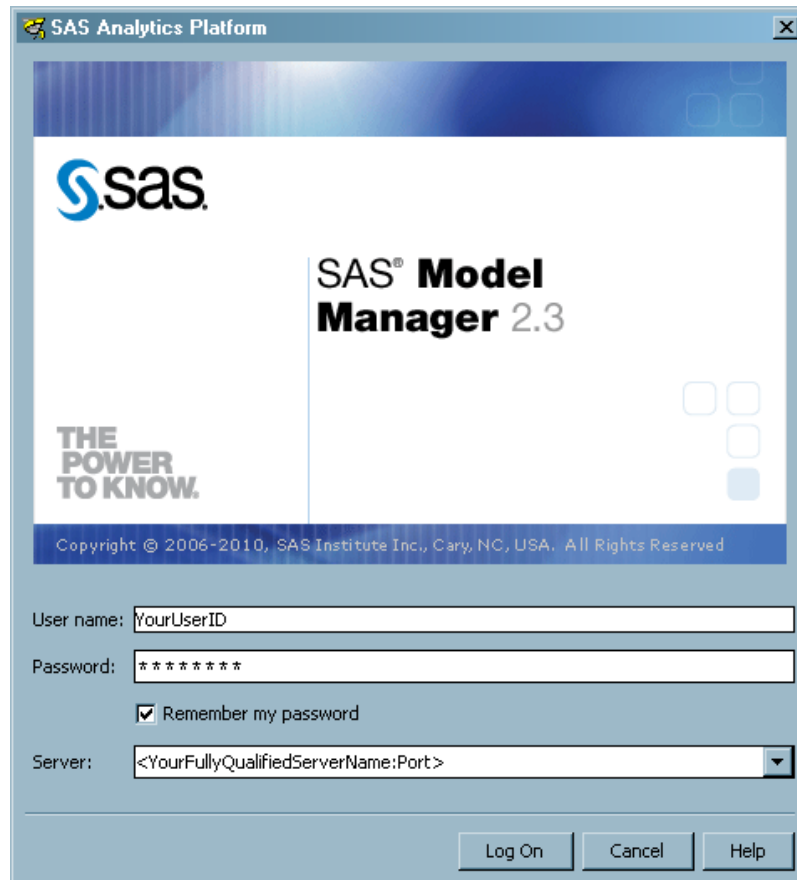 SAS Analytics Platform
sas.
SAS® Model
Manager 2.3
THE
POWER
TO KNOW.
Copyright © 2006-2010, SAS Institute Inc., Cary, NC, USA. All Rights Reserved
User name: YourUserID
Password: ********
Remember my password
Server: <YourFullyQualifiedServerName:Port>
Log On Cancel Help